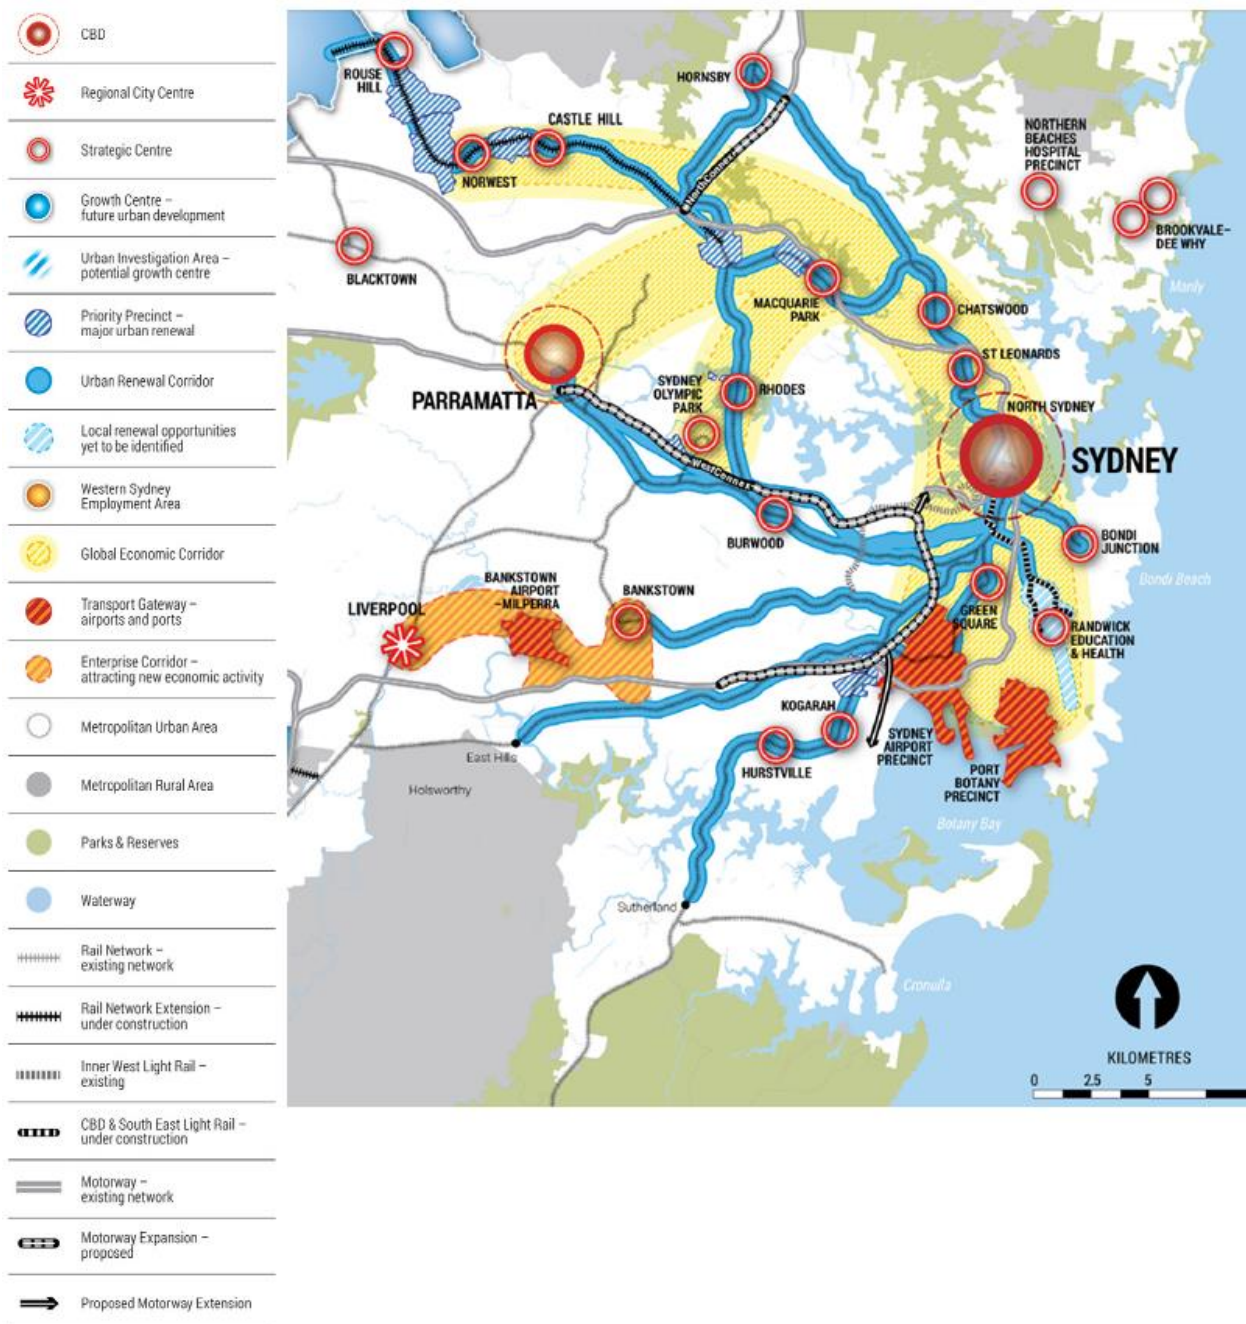 CBD
Regional City Centre
Strategic Centre
Growth Centre –
future urban development
Urban Investigation Area –
potential growth centre
Priority Precinct –
major urban renewal
Urban Renewal Corridor
Local renewal opportunities
yet to be identified
Western Sydney
Employment Area
Global Economic Corridor
Transport Gateway –
airports and ports
Enterprise Corridor –
attracting new economic activity
Metropolitan Urban Area
Metropolitan Rural Area
Parks & Reserves
Waterway
Rail Network –
existing network
Rail Network Extension –
under construction
Inner West Light Rail –
existing
CBD & South East Light Rail –
under construction
Motorway –
existing network
Motorway Expansion –
proposed
Proposed Motorway Extension
ROUSE
HILL
HORNSBY
CASTLE HILL
NORWEST
NorthConnex
NORTHERN
BEACHES
HOSPITAL
PRECINCT
BROOKVALE–
DEE WHY
BLACKTOWN
Manly
MACQUARIE
PARK
CHATSWOOD
ST LEONARDS
PARRAMATTA
SYDNEY
OLYMPIC
PARK
RHODES
NORTH SYDNEY
SYDNEY
WestConnex
BURWOOD
BONDI
JUNCTION
Bondi Beach
LIVERPOOL
BANKSTOWN
AIRPORT
–MILPERRA
BANKSTOWN
GREEN
SQUARE
RANDWICK
EDUCATION
& HEALTH
KOGARAH
SYDNEY
AIRPORT
PRECINCT
HURSTVILLE
PORT
BOTANY
PRECINCT
East Hills
Holsworthy
Botany Bay
Sutherland
Cronulla
KILOMETRES
0 2.5 5